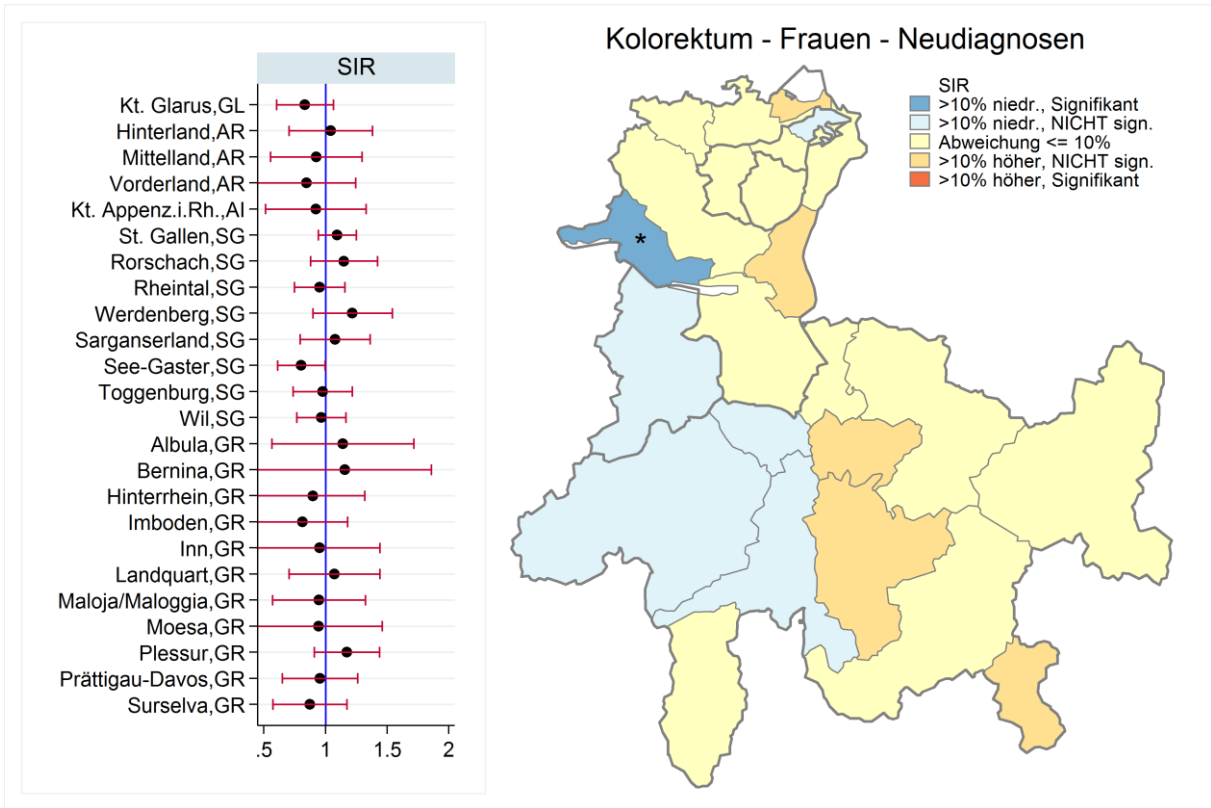 SIR
Kt. Glarus,GL
Hinterland,AR
Mittelland,AR
Vorderland,AR
Kt. Appenz.i.Rh.,AI
St. Gallen,SG
Rorschach,SG
Rheintal,SG
Werdenberg,SG
Sarganserland,SG
See-Gaster,SG
Toggenburg,SG
Wil,SG
Albula,GR
Bernina,GR
Hinterrhein,GR
Imboden,GR
Inn,GR
Landquart,GR
Maloja/Maloggia,GR
Moesa,GR
Plessur,GR
Prättigau-Davos,GR
Surselva,GR
.5 1 1.5 2
Kolorektum - Frauen - Neudiagnosen
SIR
>10% niedr., Signifikant
>10% niedr., NICHT sign.
Abweichung <= 10%
>10% höher, NICHT sign.
>10% höher, Signifikant
*